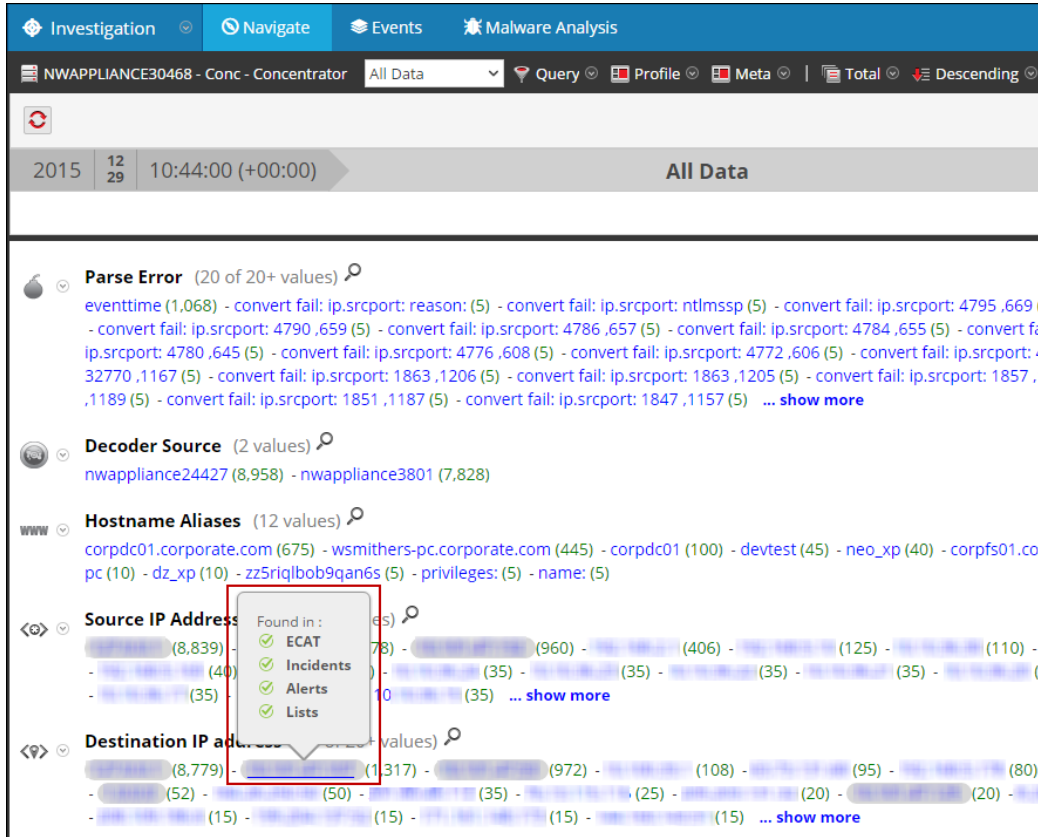 Investigation Navigate Events Malware Analysis
NWAPPLIANCE30468 - Conc - Concentrator All Data Query Profile Meta | Total Descending
2015 12 29 10:44:00 (+00:00) All Data
Parse Error (20 of 20+ values)
eventtime (1,068) - convert fail: ip.srcport: reason: (5) - convert fail: ip.srcport: ntlmssp (5) - convert fail: ip.srcport: 4795 ,669
- convert fail: ip.srcport: 4790 ,659 (5) - convert fail: ip.srcport: 4786 ,657 (5) - convert fail: ip.srcport: 4784 ,655 (5) - convert fa
ip.srcport: 4780 ,645 (5) - convert fail: ip.srcport: 4776 ,608 (5) - convert fail: ip.srcport: 4772 ,606 (5) - convert fail: ip.srcport:
32770 ,1167 (5) - convert fail: ip.srcport: 1863 ,1206 (5) - convert fail: ip.srcport: 1863 ,1205 (5) - convert fail: ip.srcport: 1857 ,
,1189 (5) - convert fail: ip.srcport: 1851 ,1187 (5) - convert fail: ip.srcport: 1847 ,1157 (5) ... show more
Decoder Source (2 values)
nwappliance24427 (8,958) - nwappliance3801 (7,828)
www Hostname Aliases (12 values)
corpdc01.corporate.com (675) - wsmithers-pc.corporate.com (445) - corpdc01 (100) - devtest (45) - neo_xp (40) - corpfs01.co
pc (10) - dz_xp (10) - zz5riqlbob9qan6s (5) - privileges: (5) - name: (5)
Source IP Address es)
(8,839) - 78) - (960) - (406) - (125) - (110) -
- (40) ) - (35) - (35) - (35) - (35) - (
- (35) - 10 (35) ... show more
Found in :
ECAT
Incidents
Alerts
Lists
Destination IP address + values)
(8,779) - (1,317) - (972) - (108) - (95) - (80)
- (52) - (50) - (35) - (25) - (20) - (20) -
- (15) - (15) - (15) - (15) ... show more